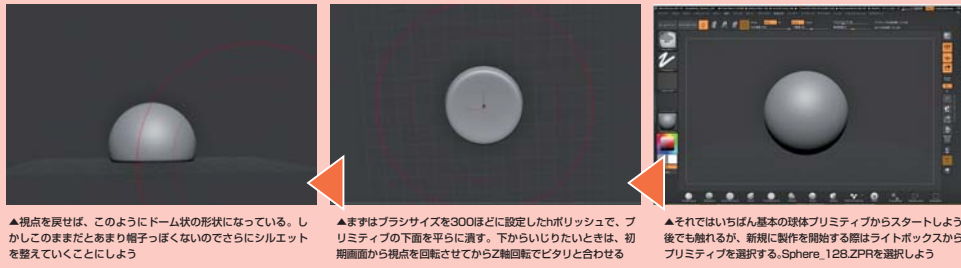 ▲それではいちばん基本の球体プリミティブからスタートしよう
後でも触れるが、新規に製作を開始する際はライトボックスから
プリミティブを選択する。Sphere_128.ZPRを選択しよう
▲まずはブラシサイズを300ほどに設定したhポリッシュで、プ
リミティブの下面を平らに潰す。下からいじりたいときは、初
期画面から視点を回転させてからZ軸回転でピタリと合わせる
▲視点を戻せば、このようにドーム状の形状になっている。し
かしこのままだとあまり帽子っぽくないのでさらにシルエット
を整えていくことにしよう